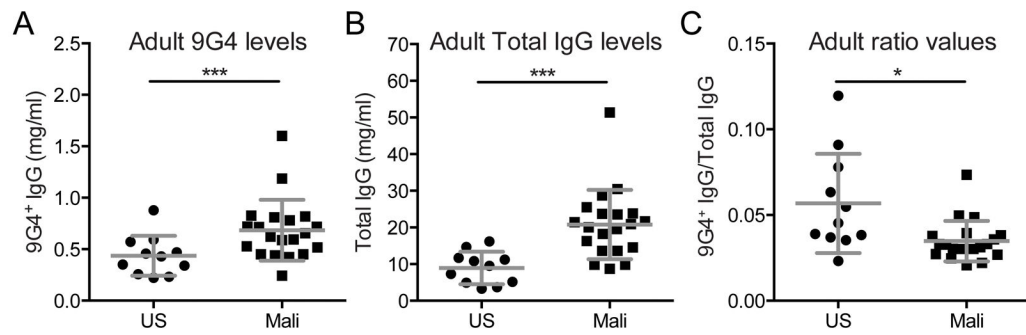 A
Adult 9G4 levels
9G4+ IgG (mg/ml)
2.5
2.0
1.5
1.0
0.5
0.0
***
US Mali
B
Adult Total IgG levels
Total IgG (mg/ml)
70
60
50
40
30
20
10
0
***
US Mali
C
Adult ratio values
9G4+ IgG/Total IgG
0.15
0.10
0.05
0.00
*
US Mali